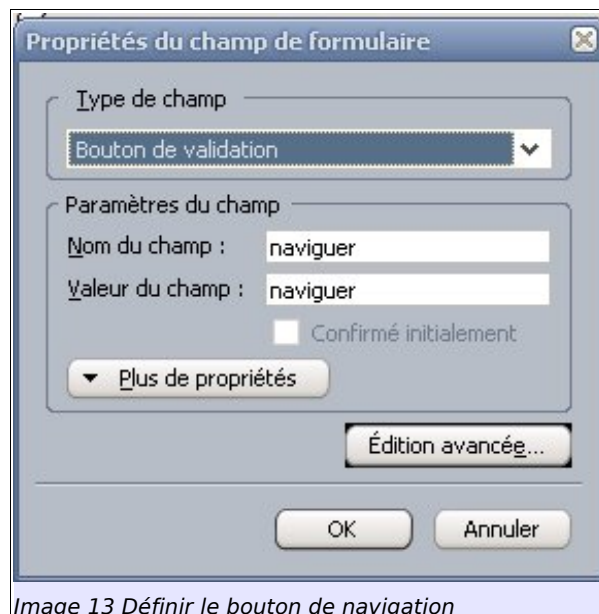 Propriétés du champ de formulaire
Type de champ
Bouton de validation
Paramètres du champ
Nom du champ : naviguer
Valeur du champ : naviguer
Confirmé initialement
Plus de propriétés
Édition avancée...
OK Annuler
Image 13 Définir le bouton de navigation